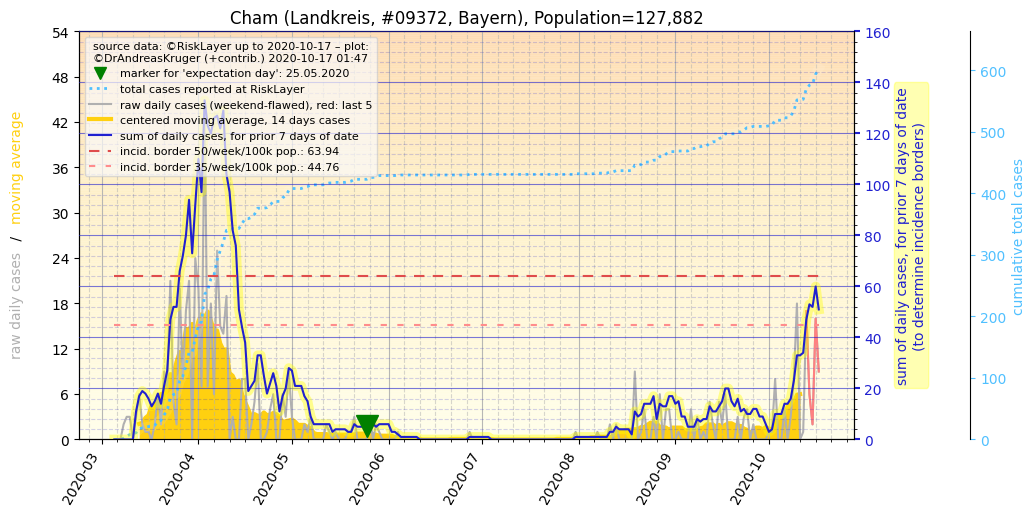 Cham (Landkreis, #09372, Bayern), Population=127,882
source data: ©RiskLayer up to 2020-10-17 – plot:
©DrAndreasKruger (+contrib.) 2020-10-17 01:47
marker for 'expectation day': 25.05.2020
total cases reported at RiskLayer
raw daily cases (weekend-flawed), red: last 5
centered moving average, 14 days cases
sum of daily cases, for prior 7 days of date
incid. border 50/week/100k pop.: 63.94
incid. border 35/week/100k pop.: 44.76
raw daily cases / moving average
54
48
42
36
30
24
18
12
6
0
2020-03
2020-04
2020-05
2020-06
2020-07
2020-08
2020-09
2020-10
160
140
120
100
80
60
40
20
0
sum of daily cases, for prior 7 days of date
(to determine incidence borders)
600
500
400
300
200
100
0
cumulative total cases